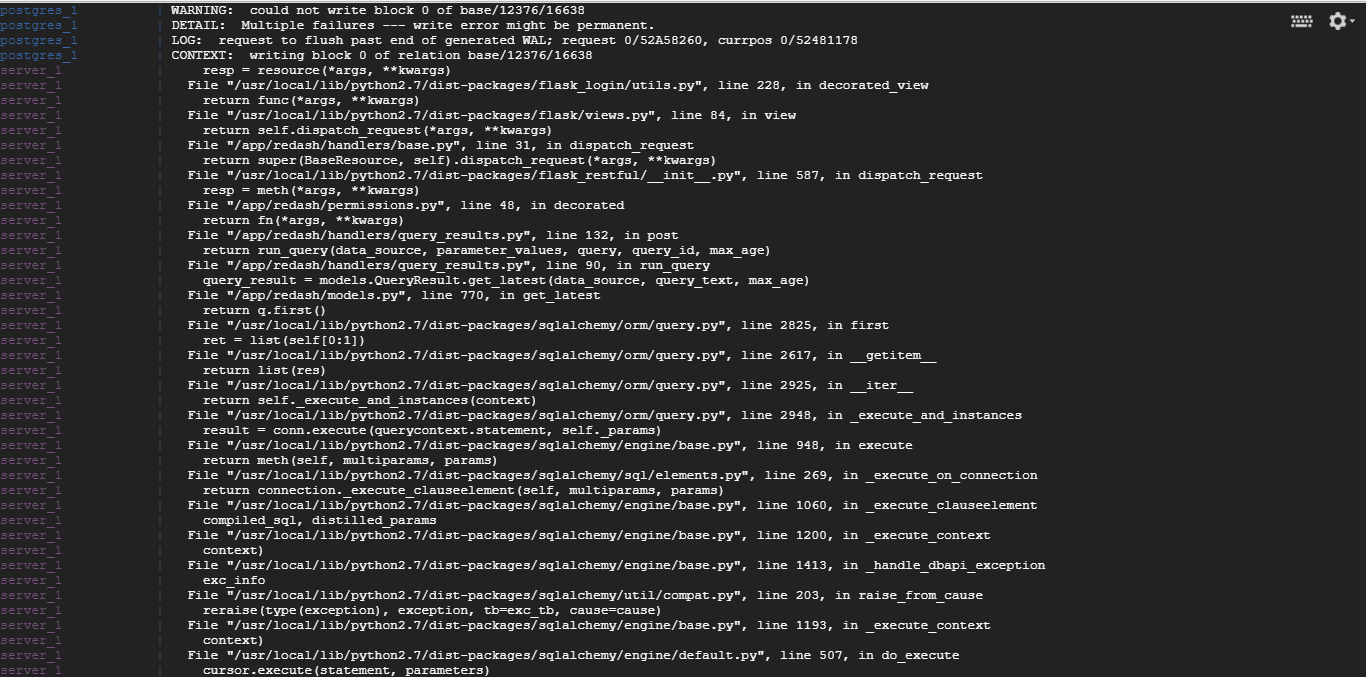 postgres_1 | WARNING:  could not write block 0 of base/12376/16638
postgres_1 | DETAIL:  Multiple failures --- write error might be permanent.
postgres_1 | LOG:  request to flush past end of generated WAL; request 0/52A58260, currpos 0/52481178
postgres_1 | CONTEXT:  writing block 0 of relation base/12376/16638
server_1 |     resp = resource(*args, **kwargs)
server_1 |   File "/usr/local/lib/python2.7/dist-packages/flask_login/utils.py", line 228, in decorated_view
server_1 |     return func(*args, **kwargs)
server_1 |   File "/usr/local/lib/python2.7/dist-packages/flask/views.py", line 84, in view
server_1 |     return self.dispatch_request(*args, **kwargs)
server_1 |   File "/app/redash/handlers/base.py", line 31, in dispatch_request
server_1 |     return super(BaseResource, self).dispatch_request(*args, **kwargs)
server_1 |   File "/usr/local/lib/python2.7/dist-packages/flask_restful/__init__.py", line 587, in dispatch_request
server_1 |     resp = meth(*args, **kwargs)
server_1 |   File "/app/redash/permissions.py", line 48, in decorated
server_1 |     return fn(*args, **kwargs)
server_1 |   File "/app/redash/handlers/query_results.py", line 132, in post
server_1 |     return run_query(data_source, parameter_values, query, query_id, max_age)
server_1 |   File "/app/redash/handlers/query_results.py", line 90, in run_query
server_1 |     query_result = models.QueryResult.get_latest(data_source, query_text, max_age)
server_1 |   File "/app/redash/models.py", line 770, in get_latest
server_1 |     return q.first()
server_1 |   File "/usr/local/lib/python2.7/dist-packages/sqlalchemy/orm/query.py", line 2825, in first
server_1 |     ret = list(self[0:1])
server_1 |   File "/usr/local/lib/python2.7/dist-packages/sqlalchemy/orm/query.py", line 2617, in __getitem__
server_1 |     return list(res)
server_1 |   File "/usr/local/lib/python2.7/dist-packages/sqlalchemy/orm/query.py", line 2925, in __iter__
server_1 |     return self._execute_and_instances(context)
server_1 |   File "/usr/local/lib/python2.7/dist-packages/sqlalchemy/orm/query.py", line 2948, in _execute_and_instances
server_1 |     result = conn.execute(querycontext.statement, self._params)
server_1 |   File "/usr/local/lib/python2.7/dist-packages/sqlalchemy/engine/base.py", line 948, in execute
server_1 |     return meth(self, multiparams, params)
server_1 |   File "/usr/local/lib/python2.7/dist-packages/sqlalchemy/sql/elements.py", line 269, in _execute_on_connection
server_1 |     return connection._execute_clauseelement(self, multiparams, params)
server_1 |   File "/usr/local/lib/python2.7/dist-packages/sqlalchemy/engine/base.py", line 1060, in _execute_clauseelement
server_1 |     compiled_sql, distilled_params
server_1 |   File "/usr/local/lib/python2.7/dist-packages/sqlalchemy/engine/base.py", line 1200, in _execute_context
server_1 |     context)
server_1 |   File "/usr/local/lib/python2.7/dist-packages/sqlalchemy/engine/base.py", line 1413, in _handle_dbapi_exception
server_1 |     exc_info
server_1 |   File "/usr/local/lib/python2.7/dist-packages/sqlalchemy/util/compat.py", line 203, in raise_from_cause
server_1 |     reraise(type(exception), exception, tb=exc_tb, cause=cause)
server_1 |   File "/usr/local/lib/python2.7/dist-packages/sqlalchemy/engine/base.py", line 1193, in _execute_context
server_1 |     context)
server_1 |   File "/usr/local/lib/python2.7/dist-packages/sqlalchemy/engine/default.py", line 507, in do_execute
server_1 |     cursor.execute(statement, parameters)